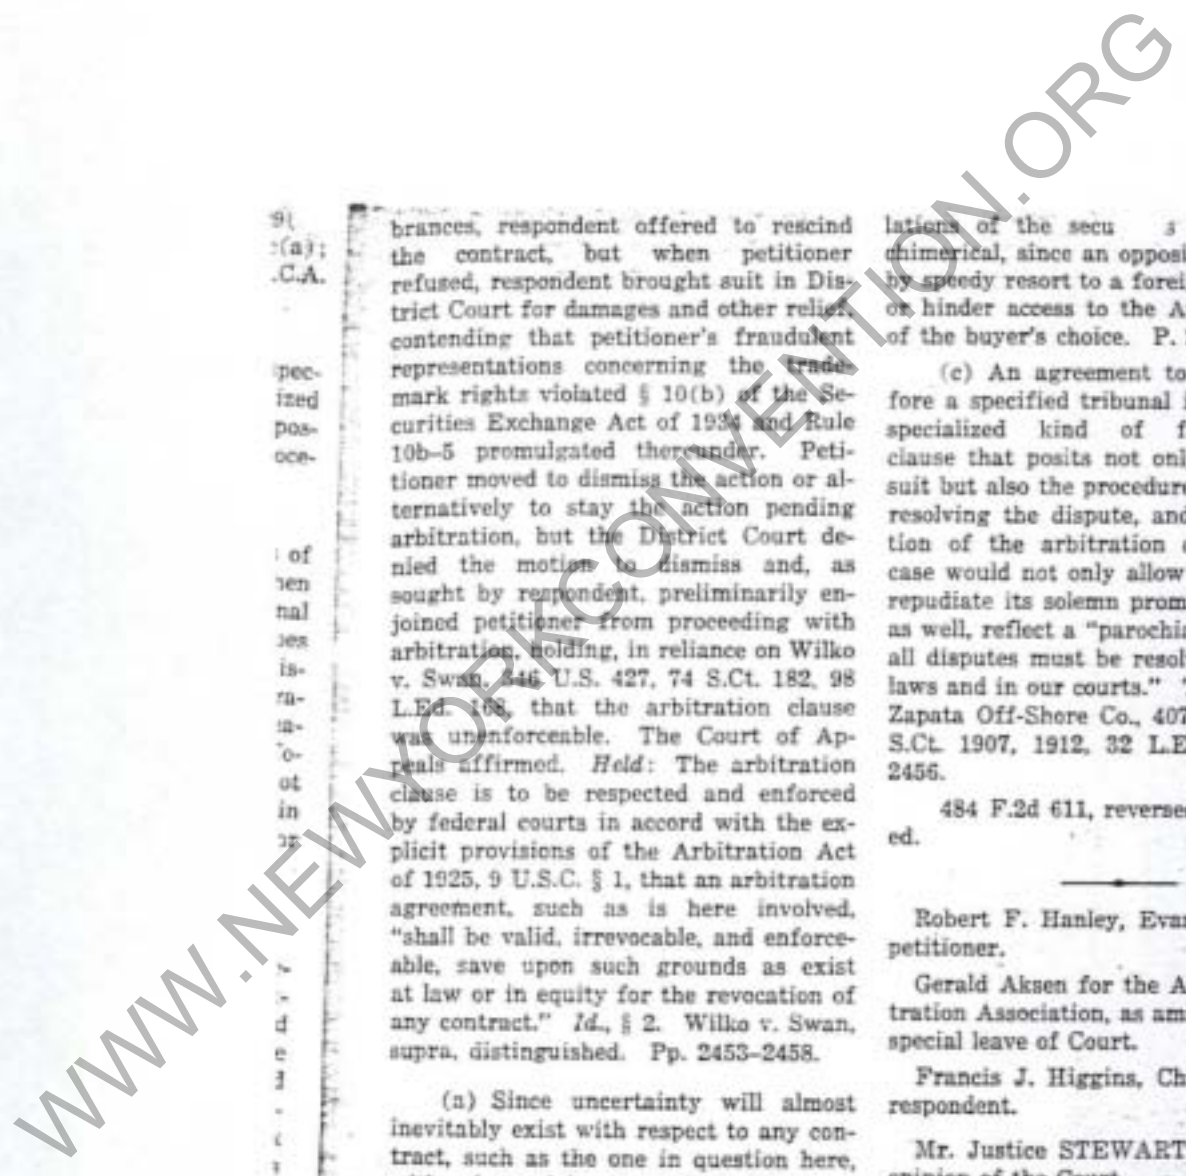 9(
c(a);
.C.A.
spec-
ized
pos-
oce-
of
hen
nal
oes
is-
ra-
ot
in
brances, respondent offered to rescind
the contract, but when petitioner
refused, respondent brought suit in Dis-
trict Court for damages and other relief,
contending that petitioner's fraudulent
representations concerning the trade-
mark rights violated § 10(b) of the Se-
curities Exchange Act of 1934 and Rule
10b–5 promulgated thereunder. Peti-
tioner moved to dismiss the action or al-
ternatively to stay the action pending
arbitration, but the District Court de-
nied the motion to dismiss and, as
sought by respondent, preliminarily en-
joined petitioner from proceeding with
arbitration, holding, in reliance on Wilko
v. Swan, 346 U.S. 427, 74 S.Ct. 182, 98
L.Ed. 168, that the arbitration clause
was unenforceable. The Court of Ap-
peals affirmed. Held: The arbitration
clause is to be respected and enforced
by federal courts in accord with the ex-
plicit provisions of the Arbitration Act
of 1925, 9 U.S.C. § 1, that an arbitration
agreement, such as is here involved,
"shall be valid, irrevocable, and enforce-
able, save upon such grounds as exist
at law or in equity for the revocation of
any contract." Id., § 2. Wilko v. Swan,
supra, distinguished. Pp. 2453–2458.
(a) Since uncertainty will almost
inevitably exist with respect to any con-
tract, such as the one in question here,
lations of the secu s
chimerical, since an opposi
by speedy resort to a forei
or hinder access to the A
of the buyer's choice. P.
(c) An agreement to
fore a specified tribunal i
specialized kind of f
clause that posits not onl
suit but also the procedure
resolving the dispute, and
tion of the arbitration c
case would not only allow
repudiate its solemn prom
as well, reflect a "parochia
all disputes must be resol
laws and in our courts."
Zapata Off-Shore Co., 407
S.Ct. 1907, 1912, 32 L.E
2456.
484 F.2d 611, reverse
ed.
Robert F. Hanley, Evan
petitioner.
Gerald Aksen for the A
tration Association, as am
special leave of Court.
Francis J. Higgins, Ch
respondent.
Mr. Justice STEWART
WWW.NEWYORKCONVENTION.ORG